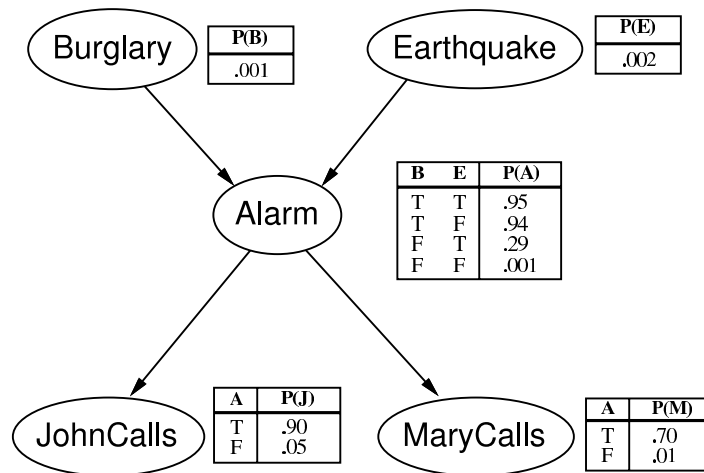 Burglary
P(B)
.001
Earthquake
P(E)
.002
Alarm
B E P(A)
T T .95
T F .94
F T .29
F F .001
JohnCalls
A P(J)
T .90
F .05
MaryCalls
A P(M)
T .70
F .01